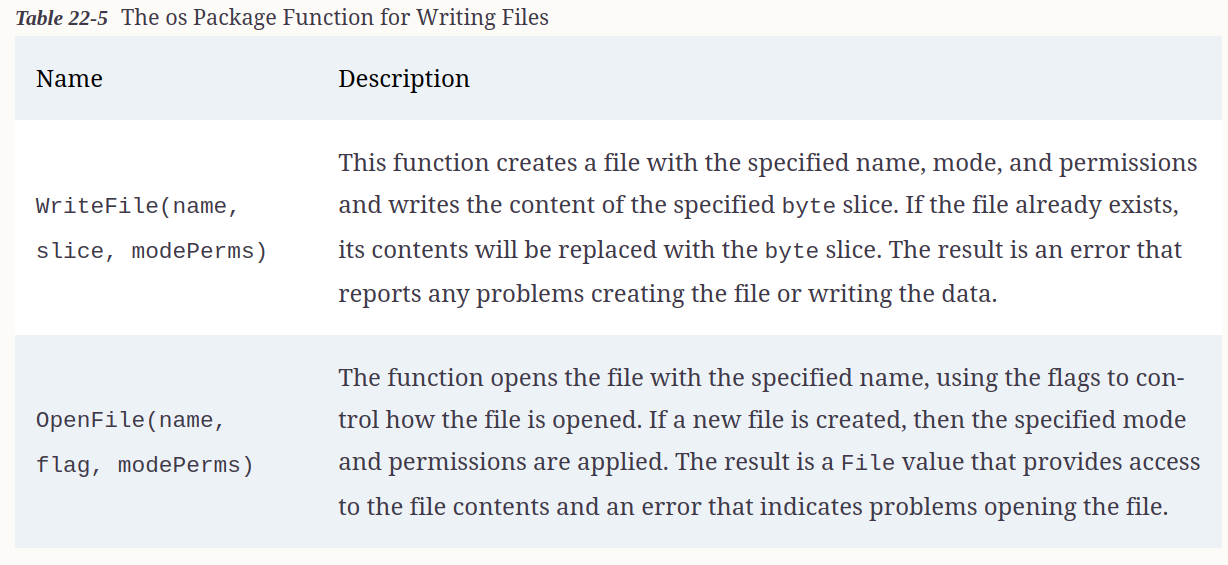 Table 22-5 The os Package Function for Writing Files
Name Description
WriteFile(name,
slice, modePerms)
This function creates a file with the specified name, mode, and permissions
and writes the content of the specified byte slice. If the file already exists,
its contents will be replaced with the byte slice. The result is an error that
reports any problems creating the file or writing the data.
OpenFile(name,
flag, modePerms)
The function opens the file with the specified name, using the flags to con-
trol how the file is opened. If a new file is created, then the specified mode
and permissions are applied. The result is a File value that provides access
to the file contents and an error that indicates problems opening the file.